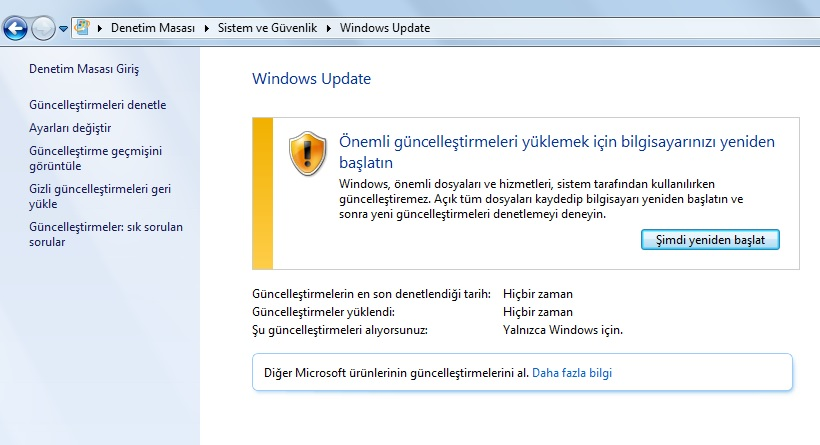 Denetim Masası Sistem ve Güvenlik Windows Update
Denetim Masası Giriş
Güncelleştirmeleri denetle
Ayarları değiştir
Güncelleştirme geçmişini
görüntüle
Gizli güncelleştirmeleri geri
yükle
Güncelleştirmeler: sık sorulan
sorular
Windows Update
Önemli güncelleştirmeleri yüklemek için bilgisayarınızı yeniden
başlatın
Windows, önemli dosyaları ve hizmetleri, sistem tarafından kullanılırken
güncelleştiremez. Açık tüm dosyaları kaydedip bilgisayarı yeniden başlatın ve
sonra yeni güncelleştirmeleri denetlemeyi deneyin.
Şimdi yeniden başlat
Güncelleştirmelerin en son denetlendiği tarih: Hiçbir zaman
Güncelleştirmeler yüklendi: Hiçbir zaman
Şu güncelleştirmeleri alıyorsunuz: Yalnızca Windows için.
Diğer Microsoft ürünlerinin güncelleştirmelerini al. Daha fazla bilgi